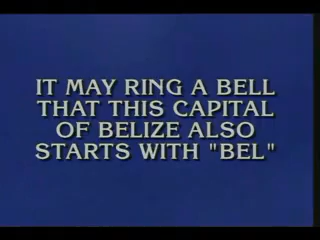 IT MAY RING A BELL
THAT THIS CAPITAL
OF BELIZE ALSO
STARTS WITH "BEL"